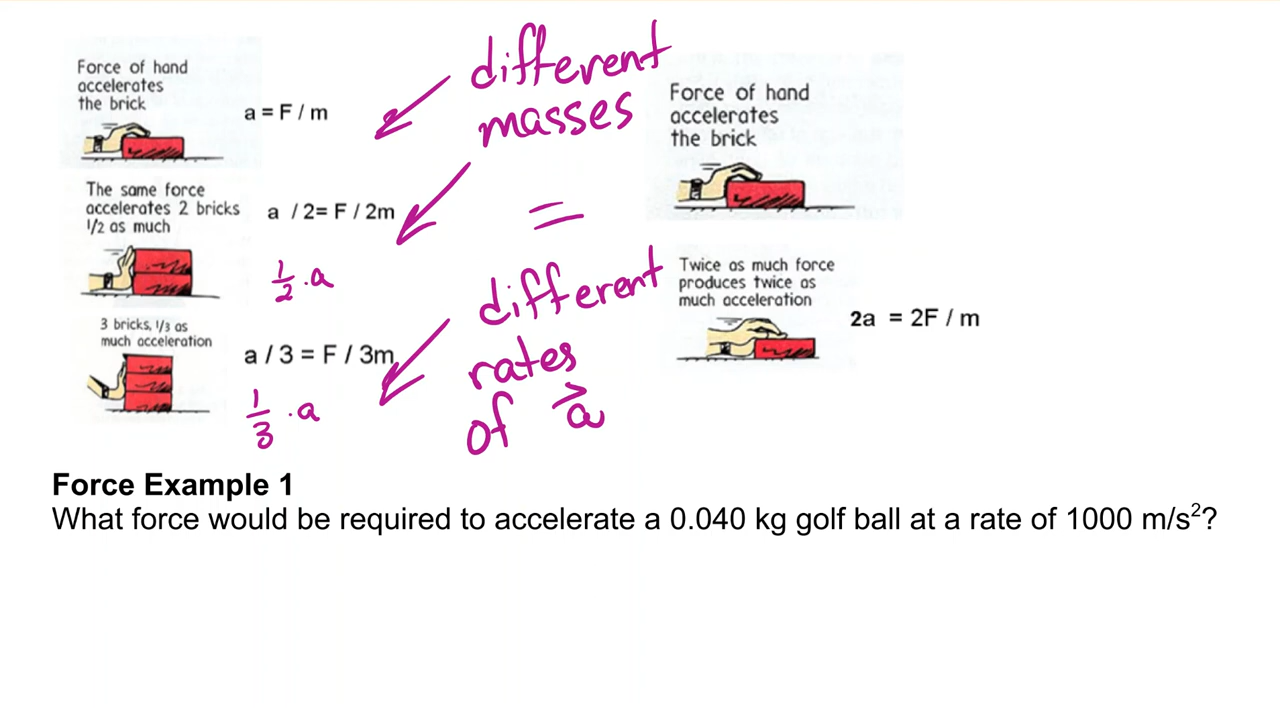 Force of hand
accelerates
the brick
a = F / m
The same force
accelerates 2 bricks
1/2 as much
a / 2= F / 2m
1/2 · a
3 bricks, 1/3 as
much acceleration
a / 3 = F / 3m
1/3 · a
different
masses
=
different
rates
of a⃗
Force of hand
accelerates
the brick
Twice as much force
produces twice as
much acceleration
2a = 2F / m
Force Example 1
What force would be required to accelerate a 0.040 kg golf ball at a rate of 1000 m/s²?